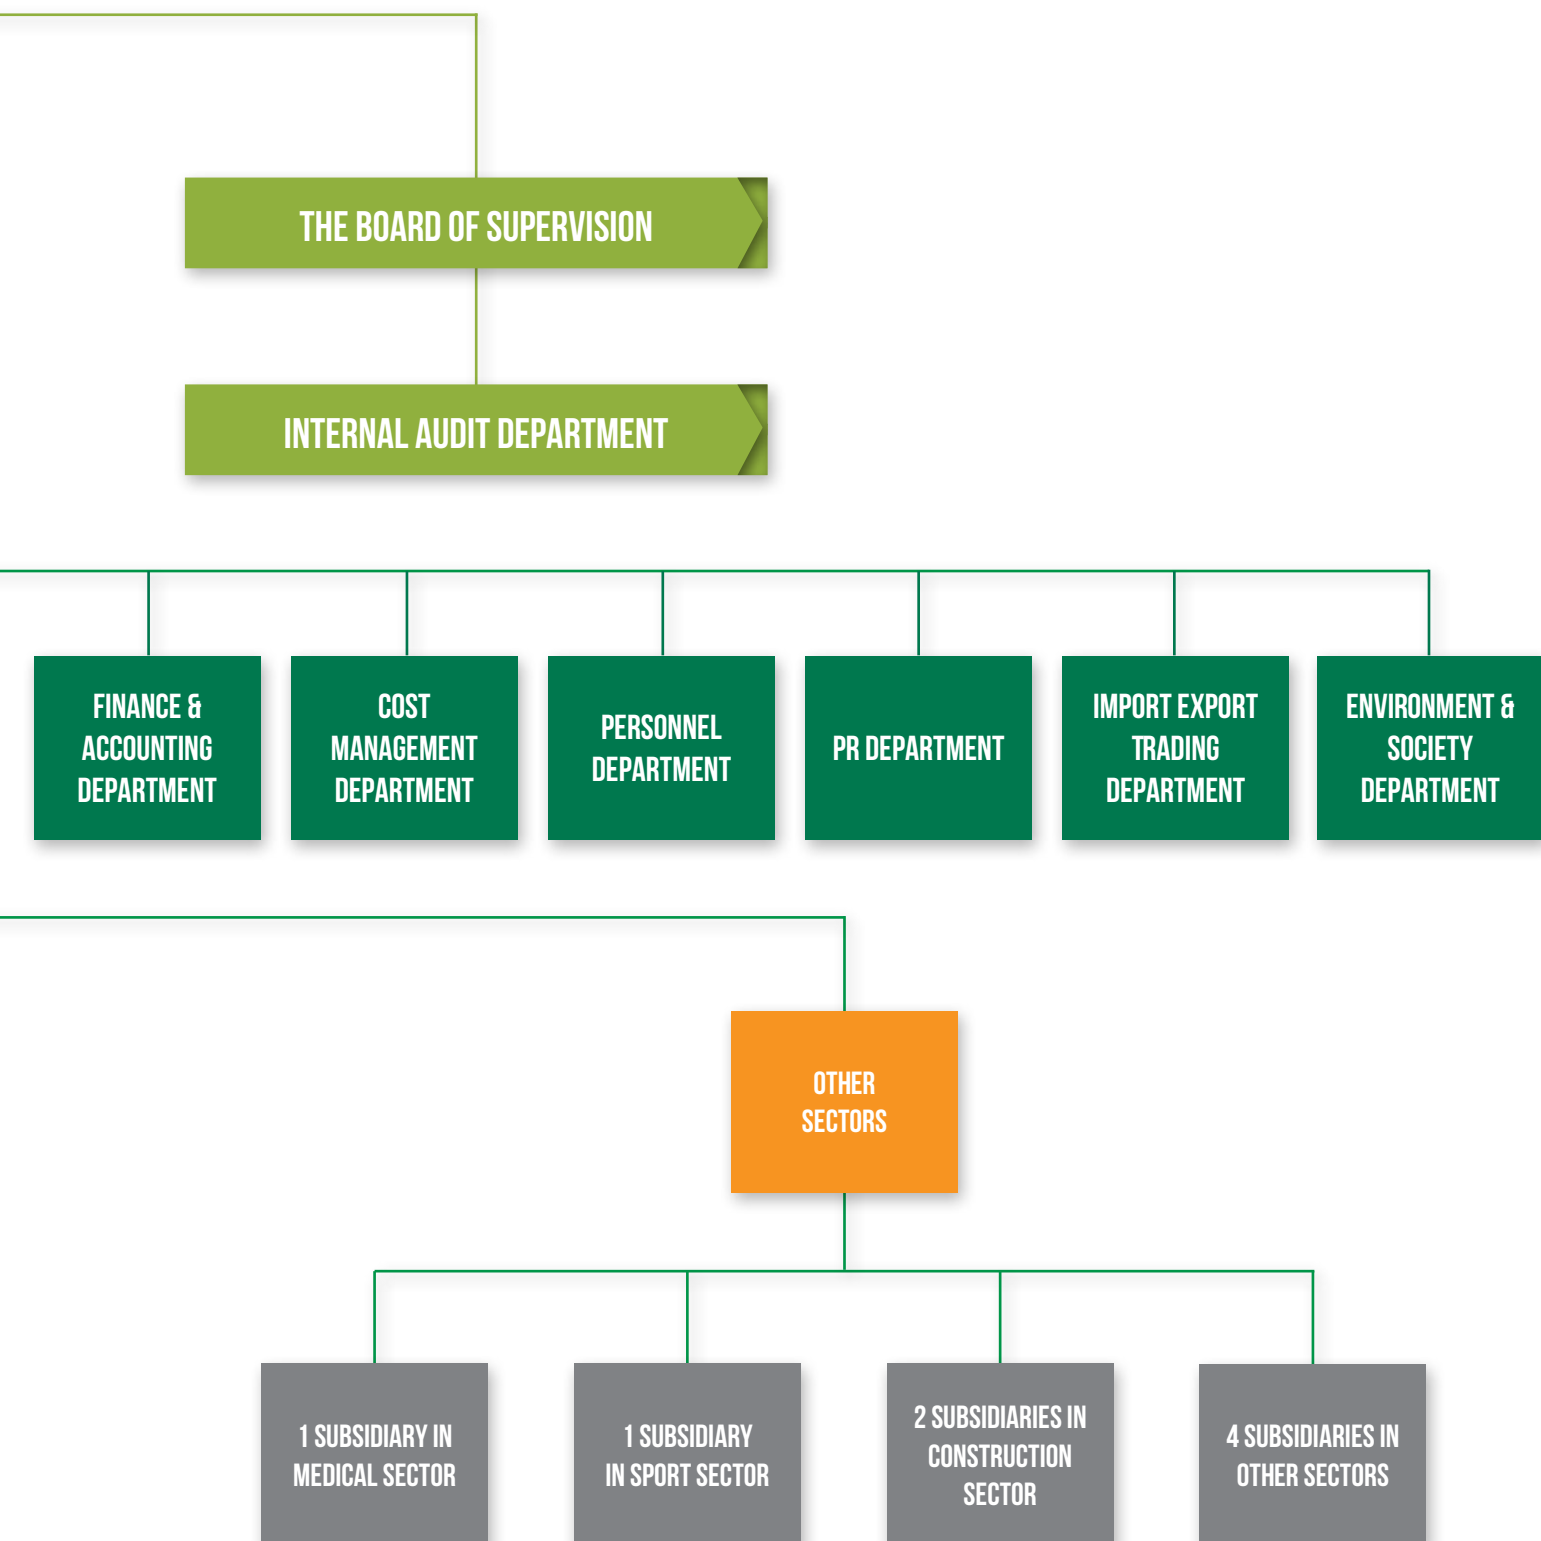 THE BOARD OF SUPERVISION
INTERNAL AUDIT DEPARTMENT
FINANCE &
ACCOUNTING
DEPARTMENT
COST
MANAGEMENT
DEPARTMENT
PERSONNEL
DEPARTMENT
PR DEPARTMENT
IMPORT EXPORT
TRADING
DEPARTMENT
ENVIRONMENT &
SOCIETY
DEPARTMENT
OTHER
SECTORS
1 SUBSIDIARY IN
MEDICAL SECTOR
1 SUBSIDIARY
IN SPORT SECTOR
2 SUBSIDIARIES IN
CONSTRUCTION
SECTOR
4 SUBSIDIARIES IN
OTHER SECTORS